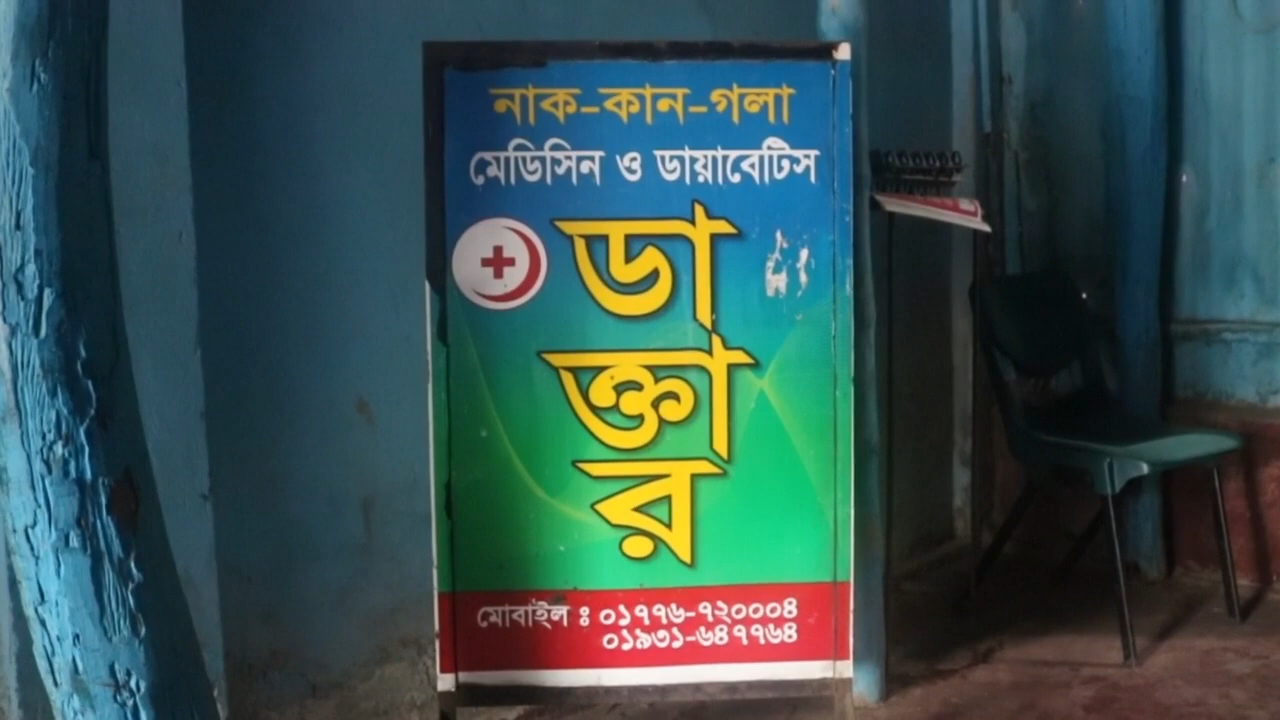 নাক-কান-গলা
মেডিসিন ও ডায়াবেটিস
ডাক্তার
মোবাইল ঃ ০১৭৭৬-৭২০০০৪
০১৯৩১-৬৪৭৭৬৪